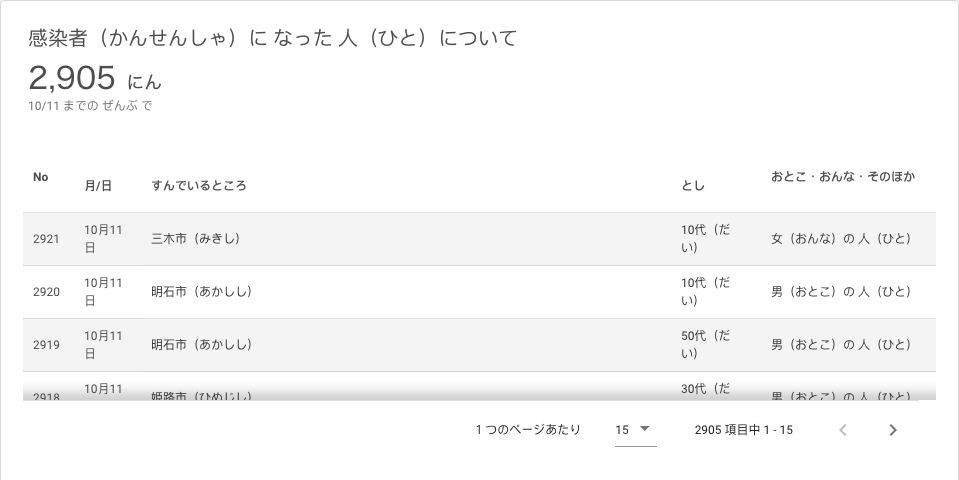 感染者（かんせんしゃ）に なった 人（ひと）について
2,905 にん
10/11 までの ぜんぶ で
No 月/日 すんでいるところ とし おとこ・おんな・そのほか
2921 10月11日 三木市（みきし） 10代（だい） 女（おんな）の 人（ひと）
2920 10月11日 明石市（あかしし） 10代（だい） 男（おとこ）の 人（ひと）
2919 10月11日 明石市（あかしし） 50代（だい） 男（おとこ）の 人（ひと）
2918 10月11 姫路市（ひめじし） 30代（だ 男（おとこ）の 人（ひと）
1 つのページあたり 15 2905 項目中 1 - 15